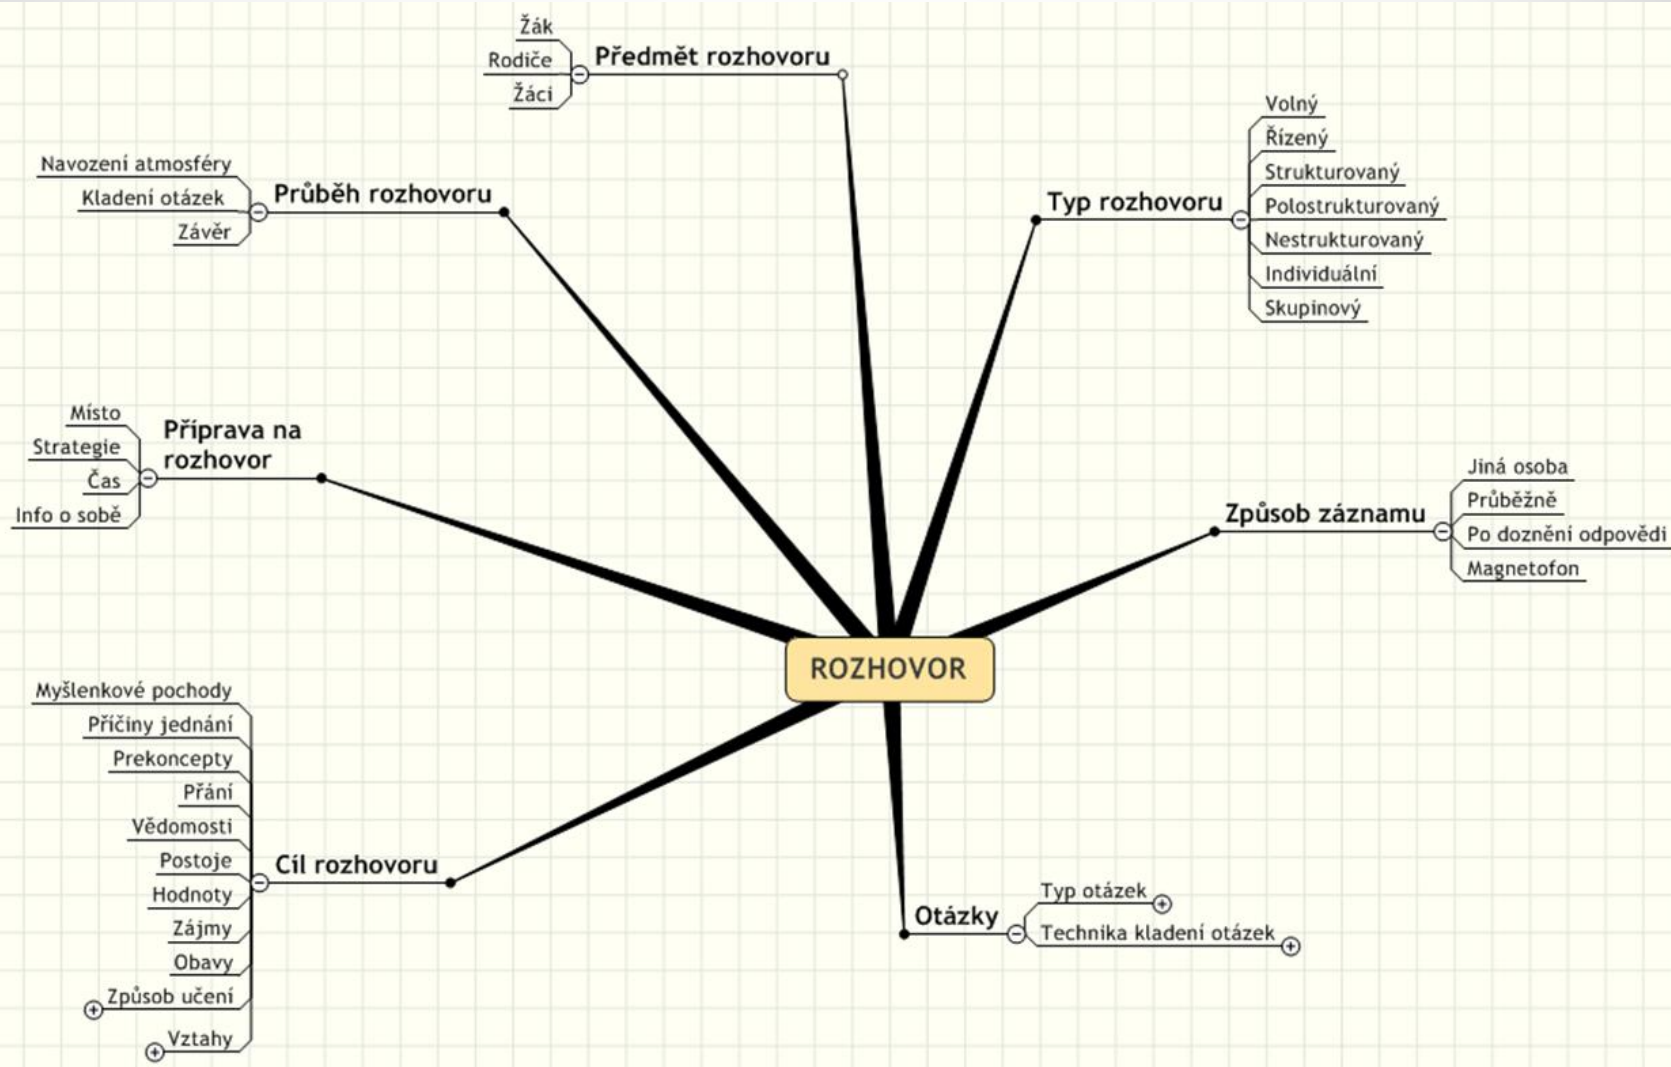 Žák
Rodiče
Žáci
Předmět rozhovoru
Navození atmosféry
Kladení otázek
Závěr
Průběh rozhovoru
Volný
Řízený
Strukturovaný
Polostrukturovaný
Nestrukturovaný
Individuální
Skupinový
Typ rozhovoru
Místo
Strategie
Čas
Info o sobě
Příprava na
rozhovor
Způsob záznamu
Jiná osoba
Průběžně
Po doznění odpovědi
Magnetofon
ROZHOVOR
Myšlenkové pochody
Příčiny jednání
Prekoncepty
Přání
Vědomosti
Postoje
Hodnoty
Zájmy
Obavy
Způsob učení
Vztahy
Cíl rozhovoru
Otázky
Typ otázek
Technika kladení otázek